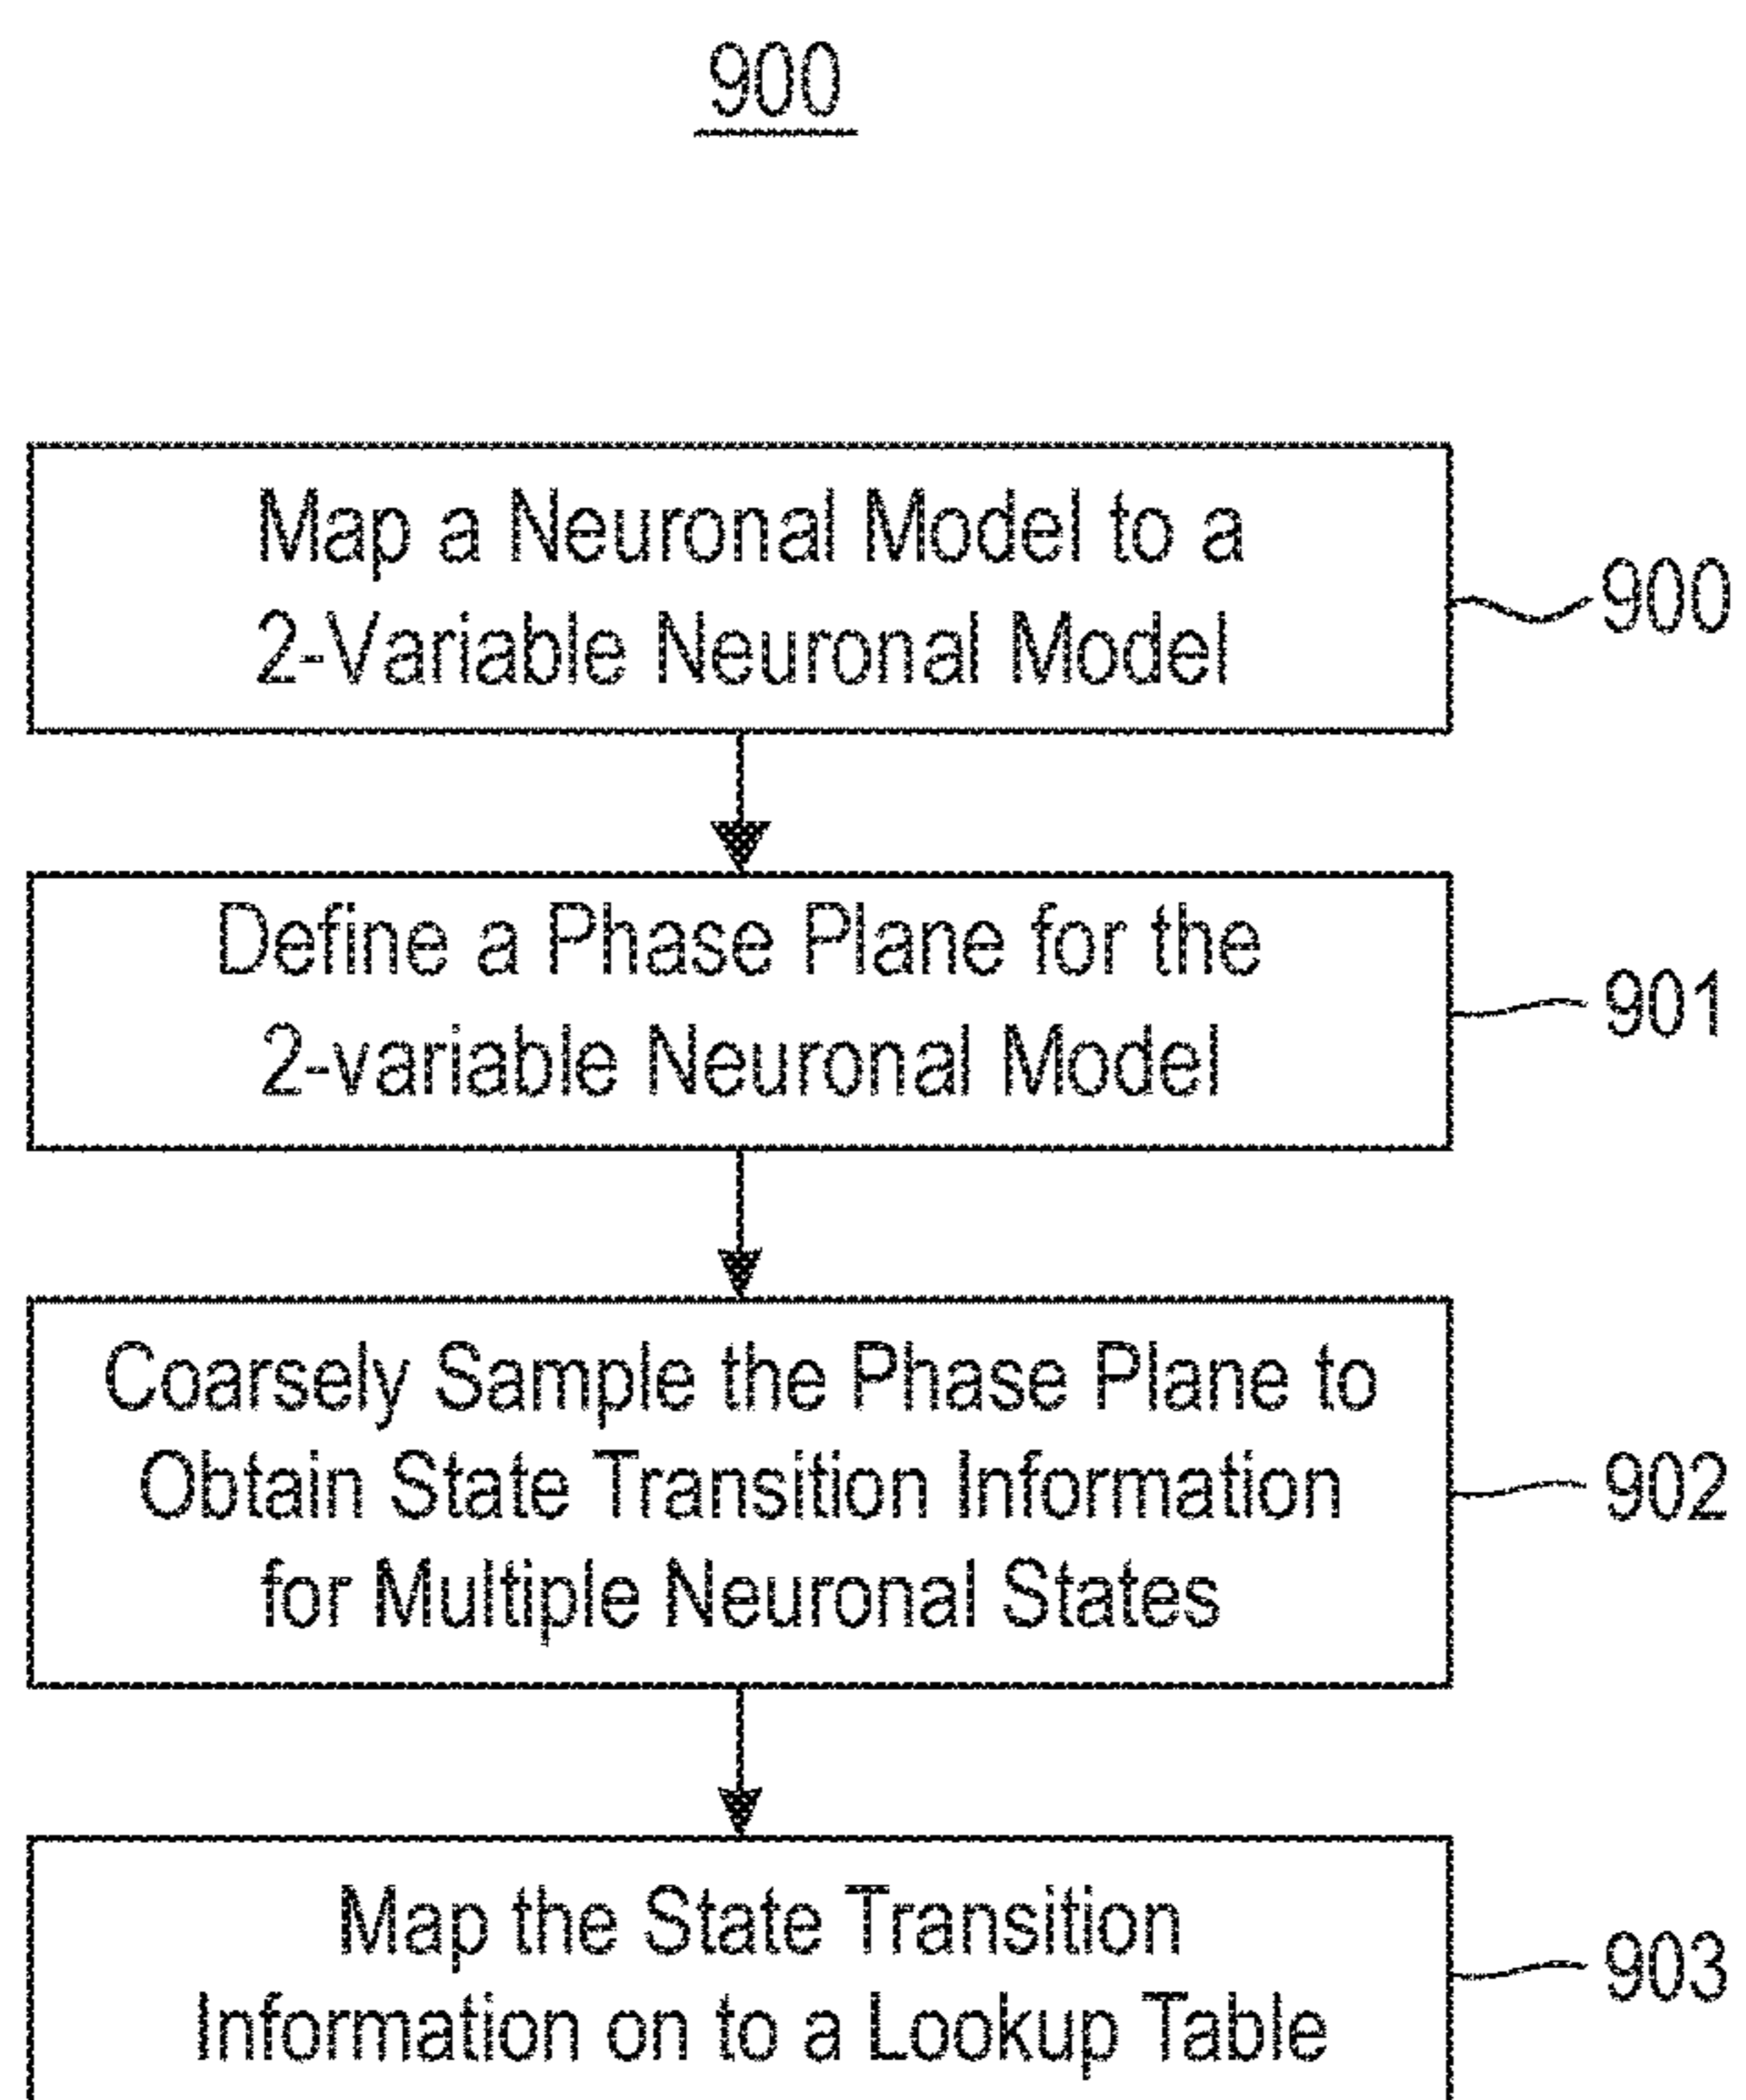 900
Map a Neuronal Model to a
2-Variable Neuronal Model
900
Define a Phase Plane for the
2-variable Neuronal Model
901
Coarsely Sample the Phase Plane to
Obtain State Transition Information
for Multiple Neuronal States
902
Map the State Transition
Information on to a Lookup Table
903